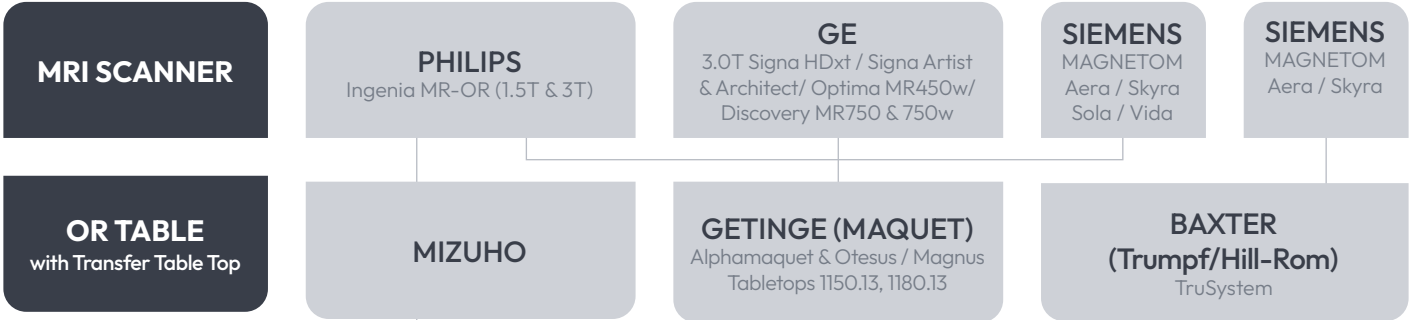 MRI SCANNER
PHILIPS
Ingenia MR-OR (1.5T & 3T)
GE
3.0T Signa HDxt / Signa Artist
& Architect/ Optima MR450w/
Discovery MR750 & 750w
SIEMENS
MAGNETOM
Aera / Skyra
Sola / Vida
SIEMENS
MAGNETOM
Aera / Skyra
OR TABLE
with Transfer Table Top
MIZUHO
GETINGE (MAQUET)
Alphamaquet & Otesus / Magnus
Tabletops 1150.13, 1180.13
BAXTER
(Trumpf/Hill-Rom)
TruSystem